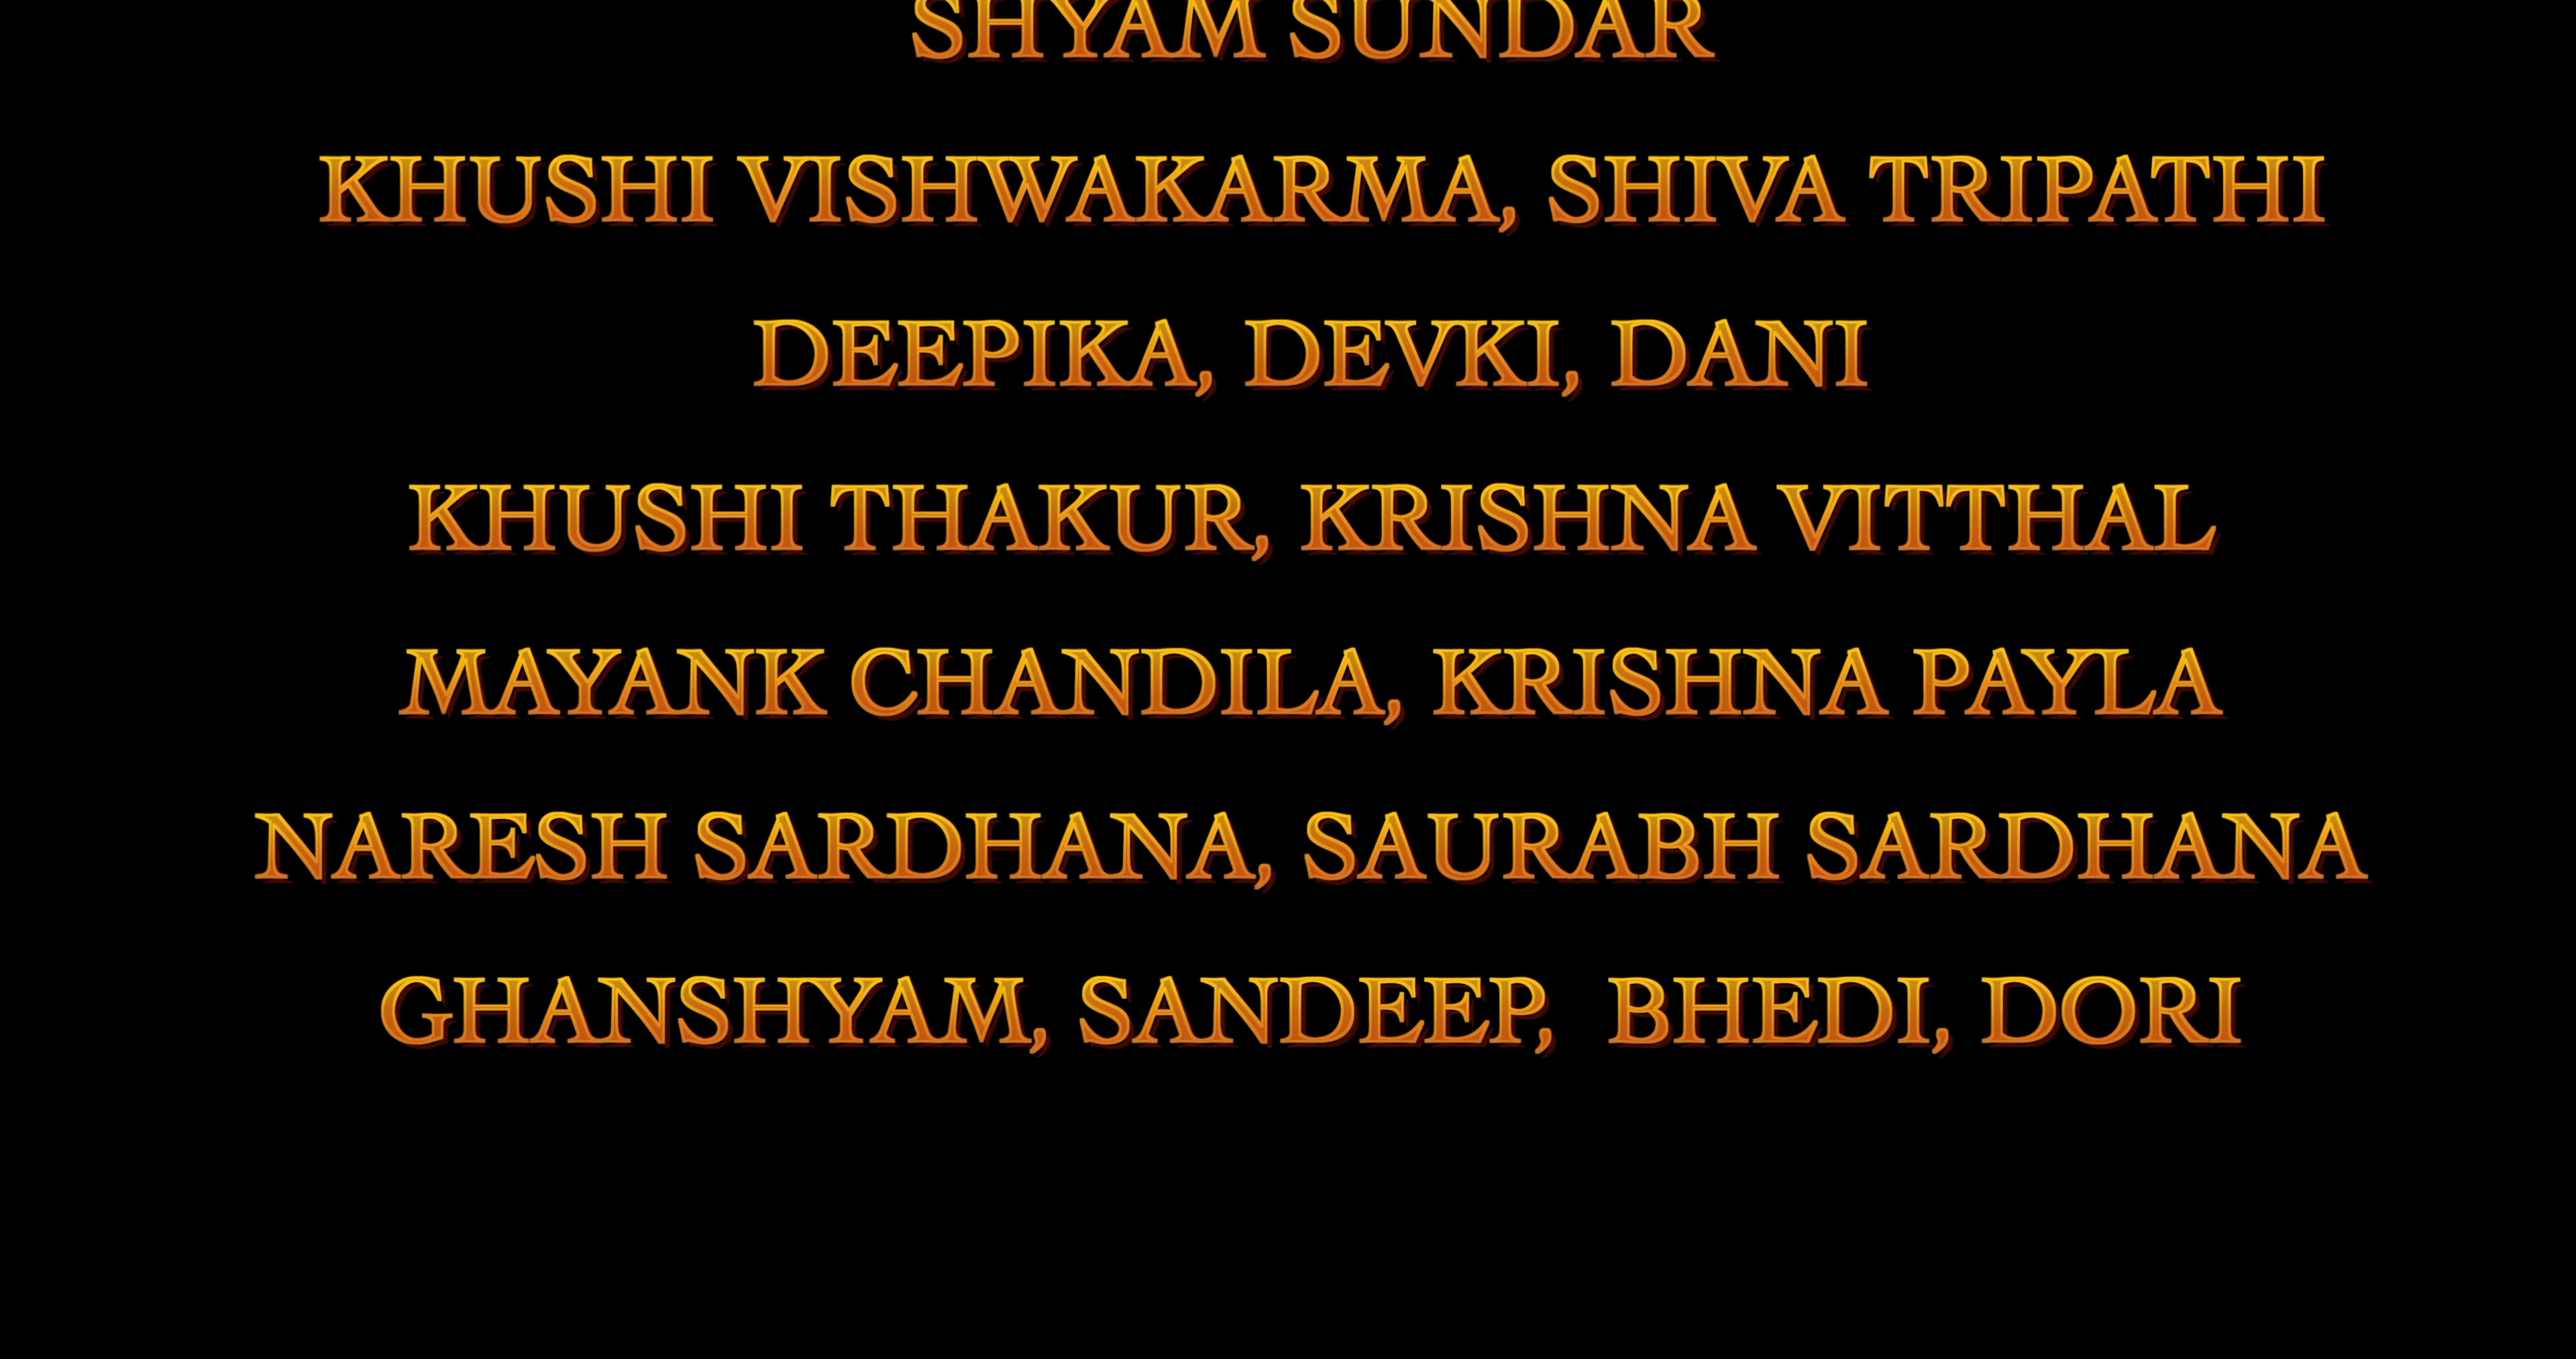 SHYAM SUNDAR
KHUSHI VISHWAKARMA, SHIVA TRIPATHI
DEEPIKA, DEVKI, DANI
KHUSHI THAKUR, KRISHNA VITTHAL
MAYANK CHANDILA, KRISHNA PAYLA
NARESH SARDHANA, SAURABH SARDHANA
GHANSHYAM, SANDEEP,  BHEDI, DORI